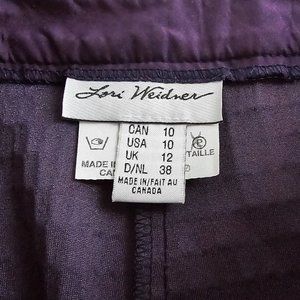 Lori Weidner
CAN 10
USA 10
UK 12
D/NL 38
MADE IN/FAIT AU
CANADA
MADE IN
TAILLE